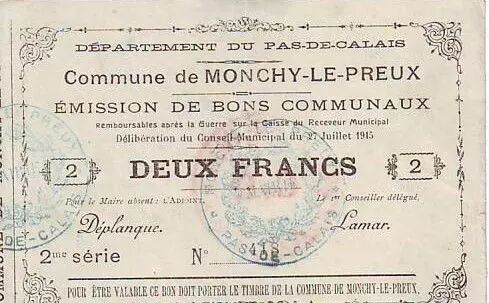 DÉPARTEMENT DU PAS-DE-CALAIS
Commune de MONCHY-LE-PREUX
ÉMISSION DE BONS COMMUNAUX
Remboursables après la Guerre sur la Caisse du Receveur Municipal
Délibération du Conseil Municipal du 27 Juillet 1915
2 DEUX FRANCS 2
Pour le Maire absent: L'ADJOINT, Le 1er Conseiller délégué,
Déplanque. Lamar.
2me série No 418
PAS-DE-CALAIS
POUR ÊTRE VALABLE CE BON DOIT PORTER LE TIMBRE DE LA COMMUNE DE MONCHY-LE-PREUX.